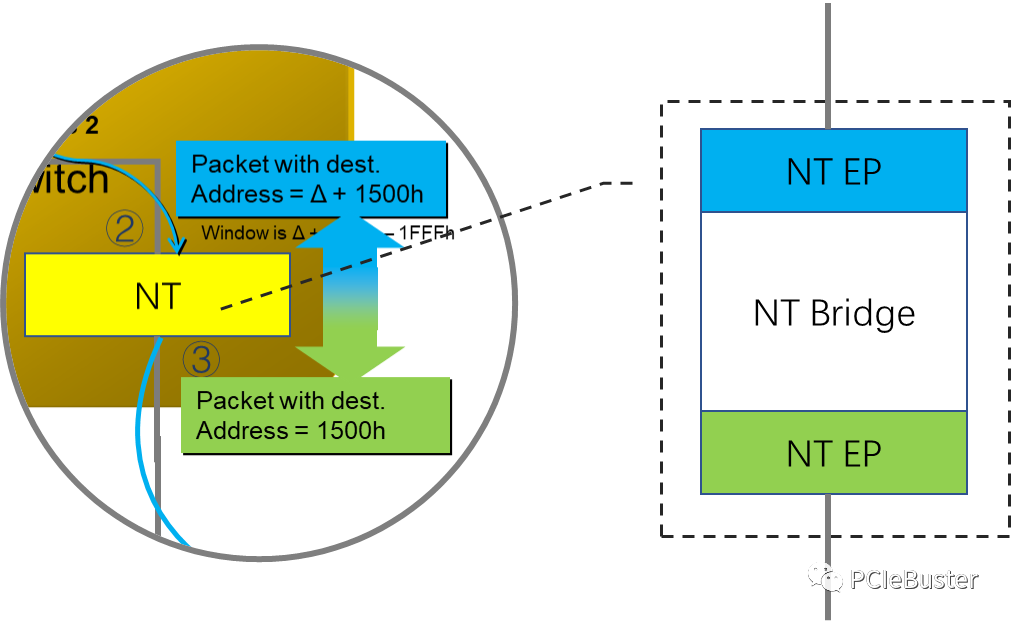 2
witch
Packet with dest.
Address = Δ + 1500h
②
Window is Δ + – 1FFFh
NT
③
Packet with dest.
Address = 1500h
NT EP
NT Bridge
NT EP
PCIeBuster